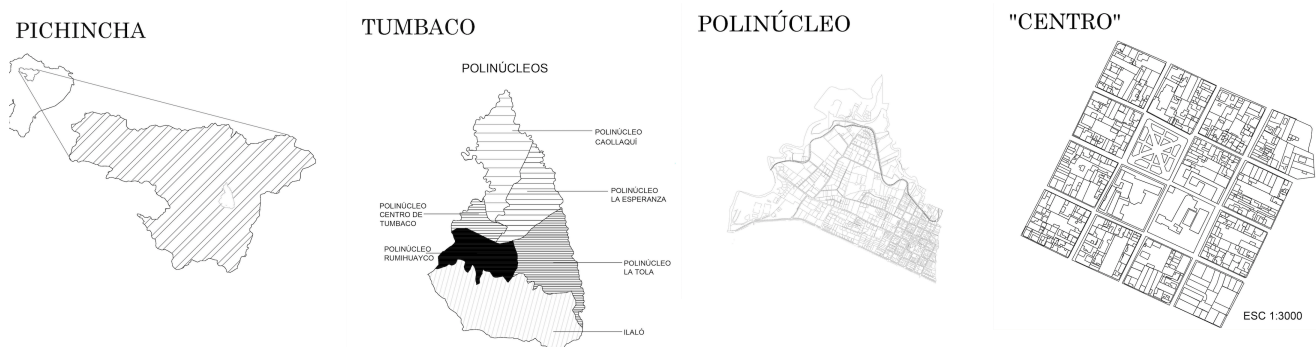 PICHINCHA
TUMBACO
POLINÚCLEOS
POLINÚCLEO
CAOLLAQUÍ
POLINÚCLEO
LA ESPERANZA
POLINÚCLEO
CENTRO DE
TUMBACO
POLINÚCLEO
RUMIHUAYCO
POLINÚCLEO
LA TOLA
ILALÓ
POLINÚCLEO
"CENTRO"
ESC 1:3000